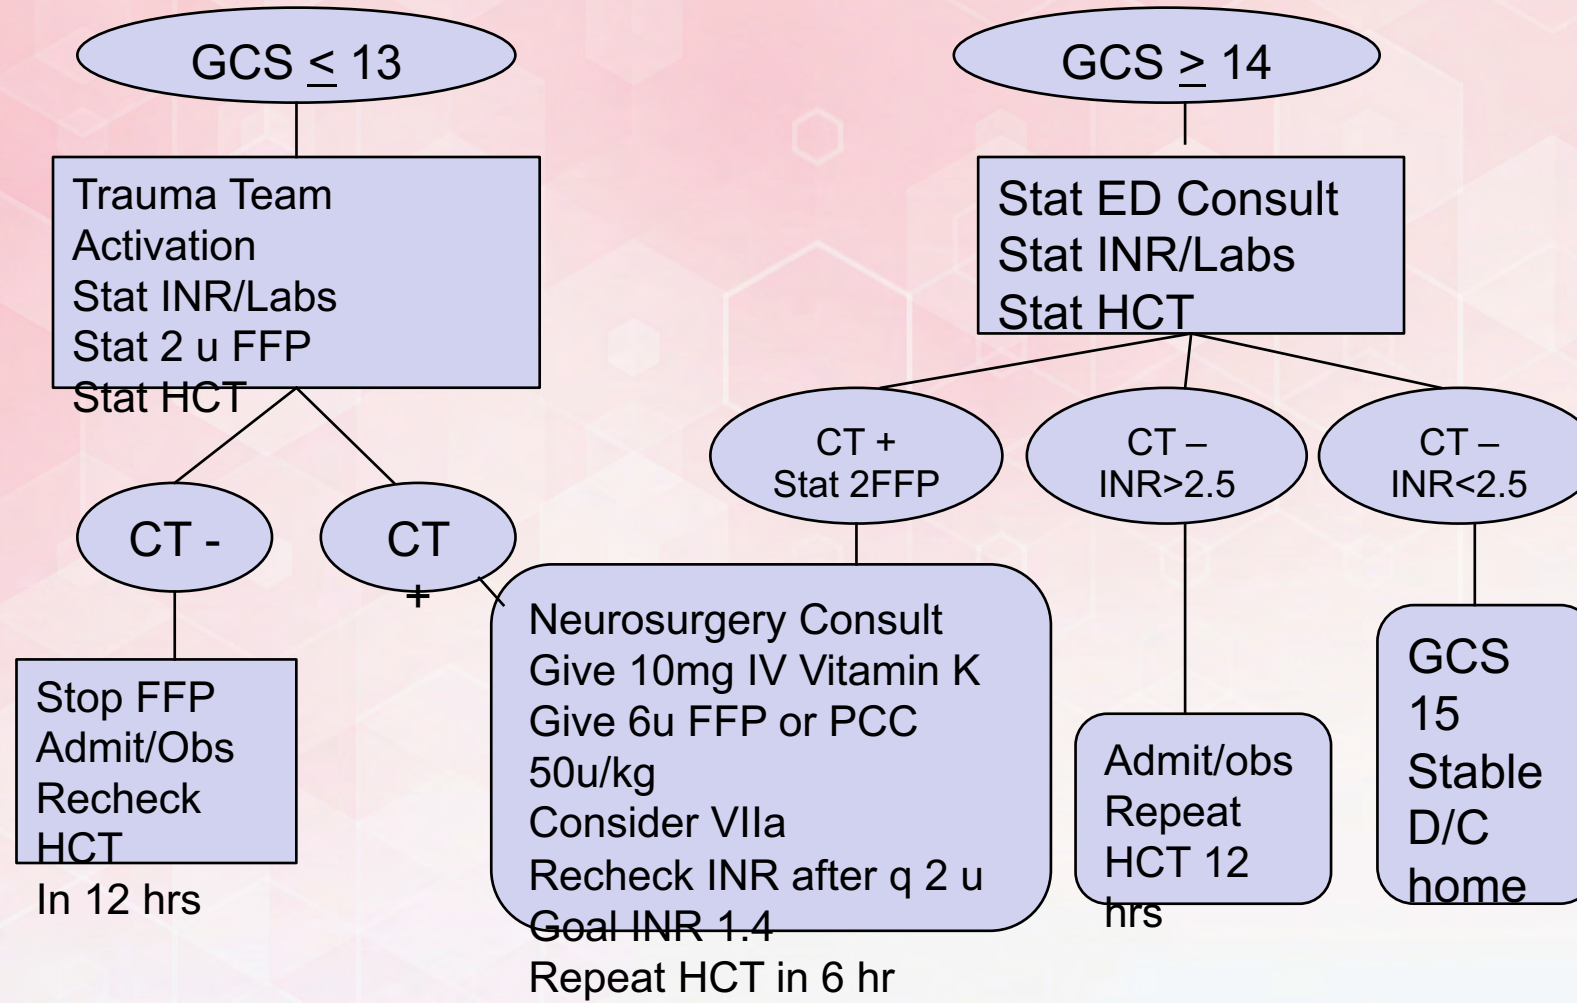 GCS ≤ 13
Trauma Team
Activation
Stat INR/Labs
Stat 2 u FFP
Stat HCT
CT -
CT
+
Stop FFP
Admit/Obs
Recheck
HCT
In 12 hrs
GCS ≥ 14
Stat ED Consult
Stat INR/Labs
Stat HCT
CT +
Stat 2FFP
CT –
INR>2.5
CT –
INR<2.5
Neurosurgery Consult
Give 10mg IV Vitamin K
Give 6u FFP or PCC
50u/kg
Consider VIIa
Recheck INR after q 2 u
Goal INR 1.4
Repeat HCT in 6 hr
Admit/obs
Repeat
HCT 12
hrs
GCS
15
Stable
D/C
home